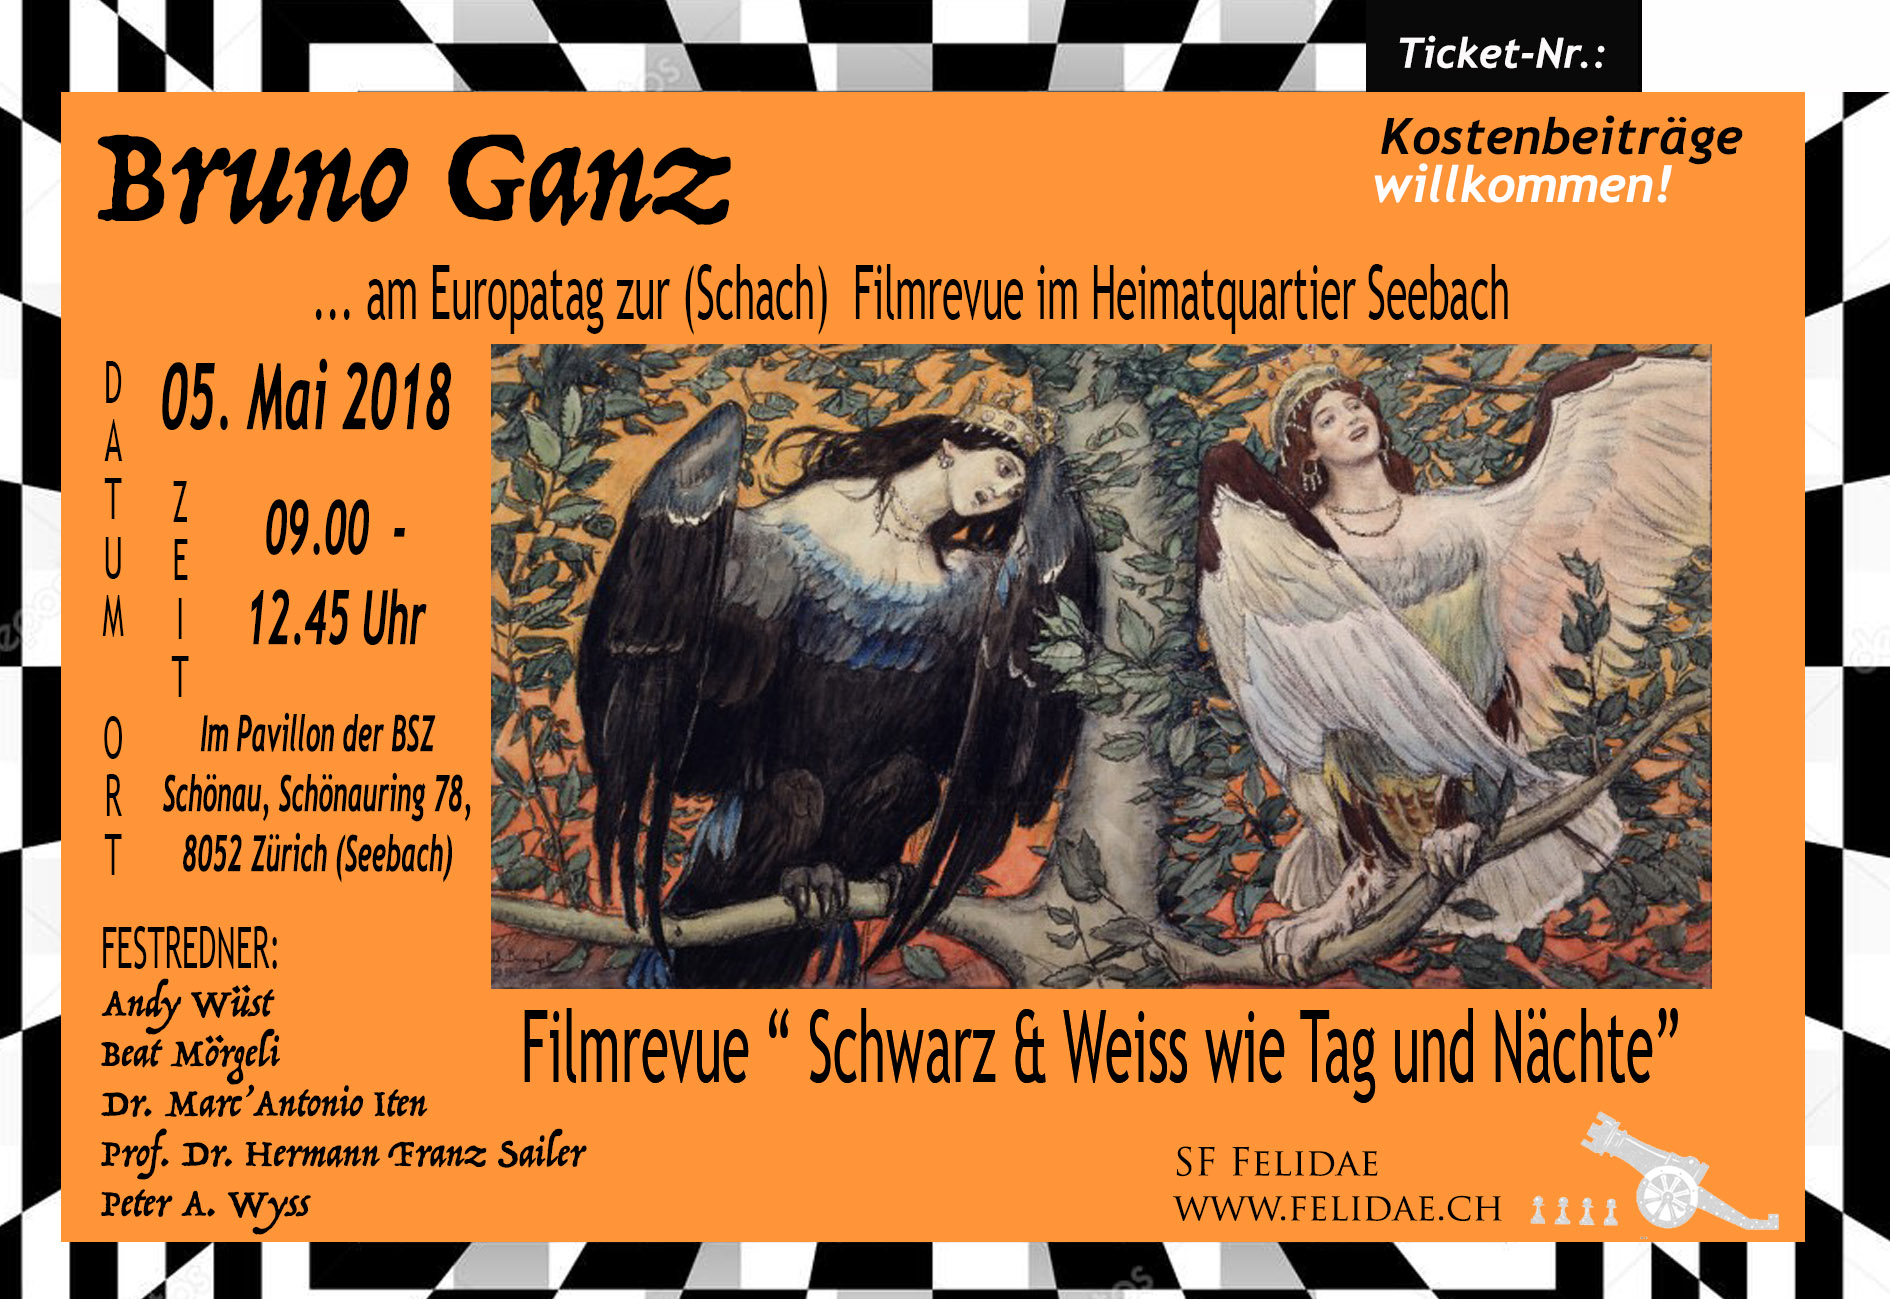 Ticket-Nr.:
Kostenbeiträge
willkommen!
Bruno Ganz
... am Europatag zur (Schach) Filmrevue im Heimatquartier Seebach
DATUM
05. Mai 2018
ZEIT
09.00 -
12.45 Uhr
ORT
Im Pavillon der BSZ
Schönau, Schönauring 78,
8052 Zürich (Seebach)
FESTREDNER:
Andy Wüst
Beat Mörgeli
Dr. Marc'Antonio Iten
Prof. Dr. Hermann Franz Sailer
Peter A. Wyss
Filmrevue “ Schwarz & Weiss wie Tag und Nächte”
SF FELIDAE
WWW.FELIDAE.CH